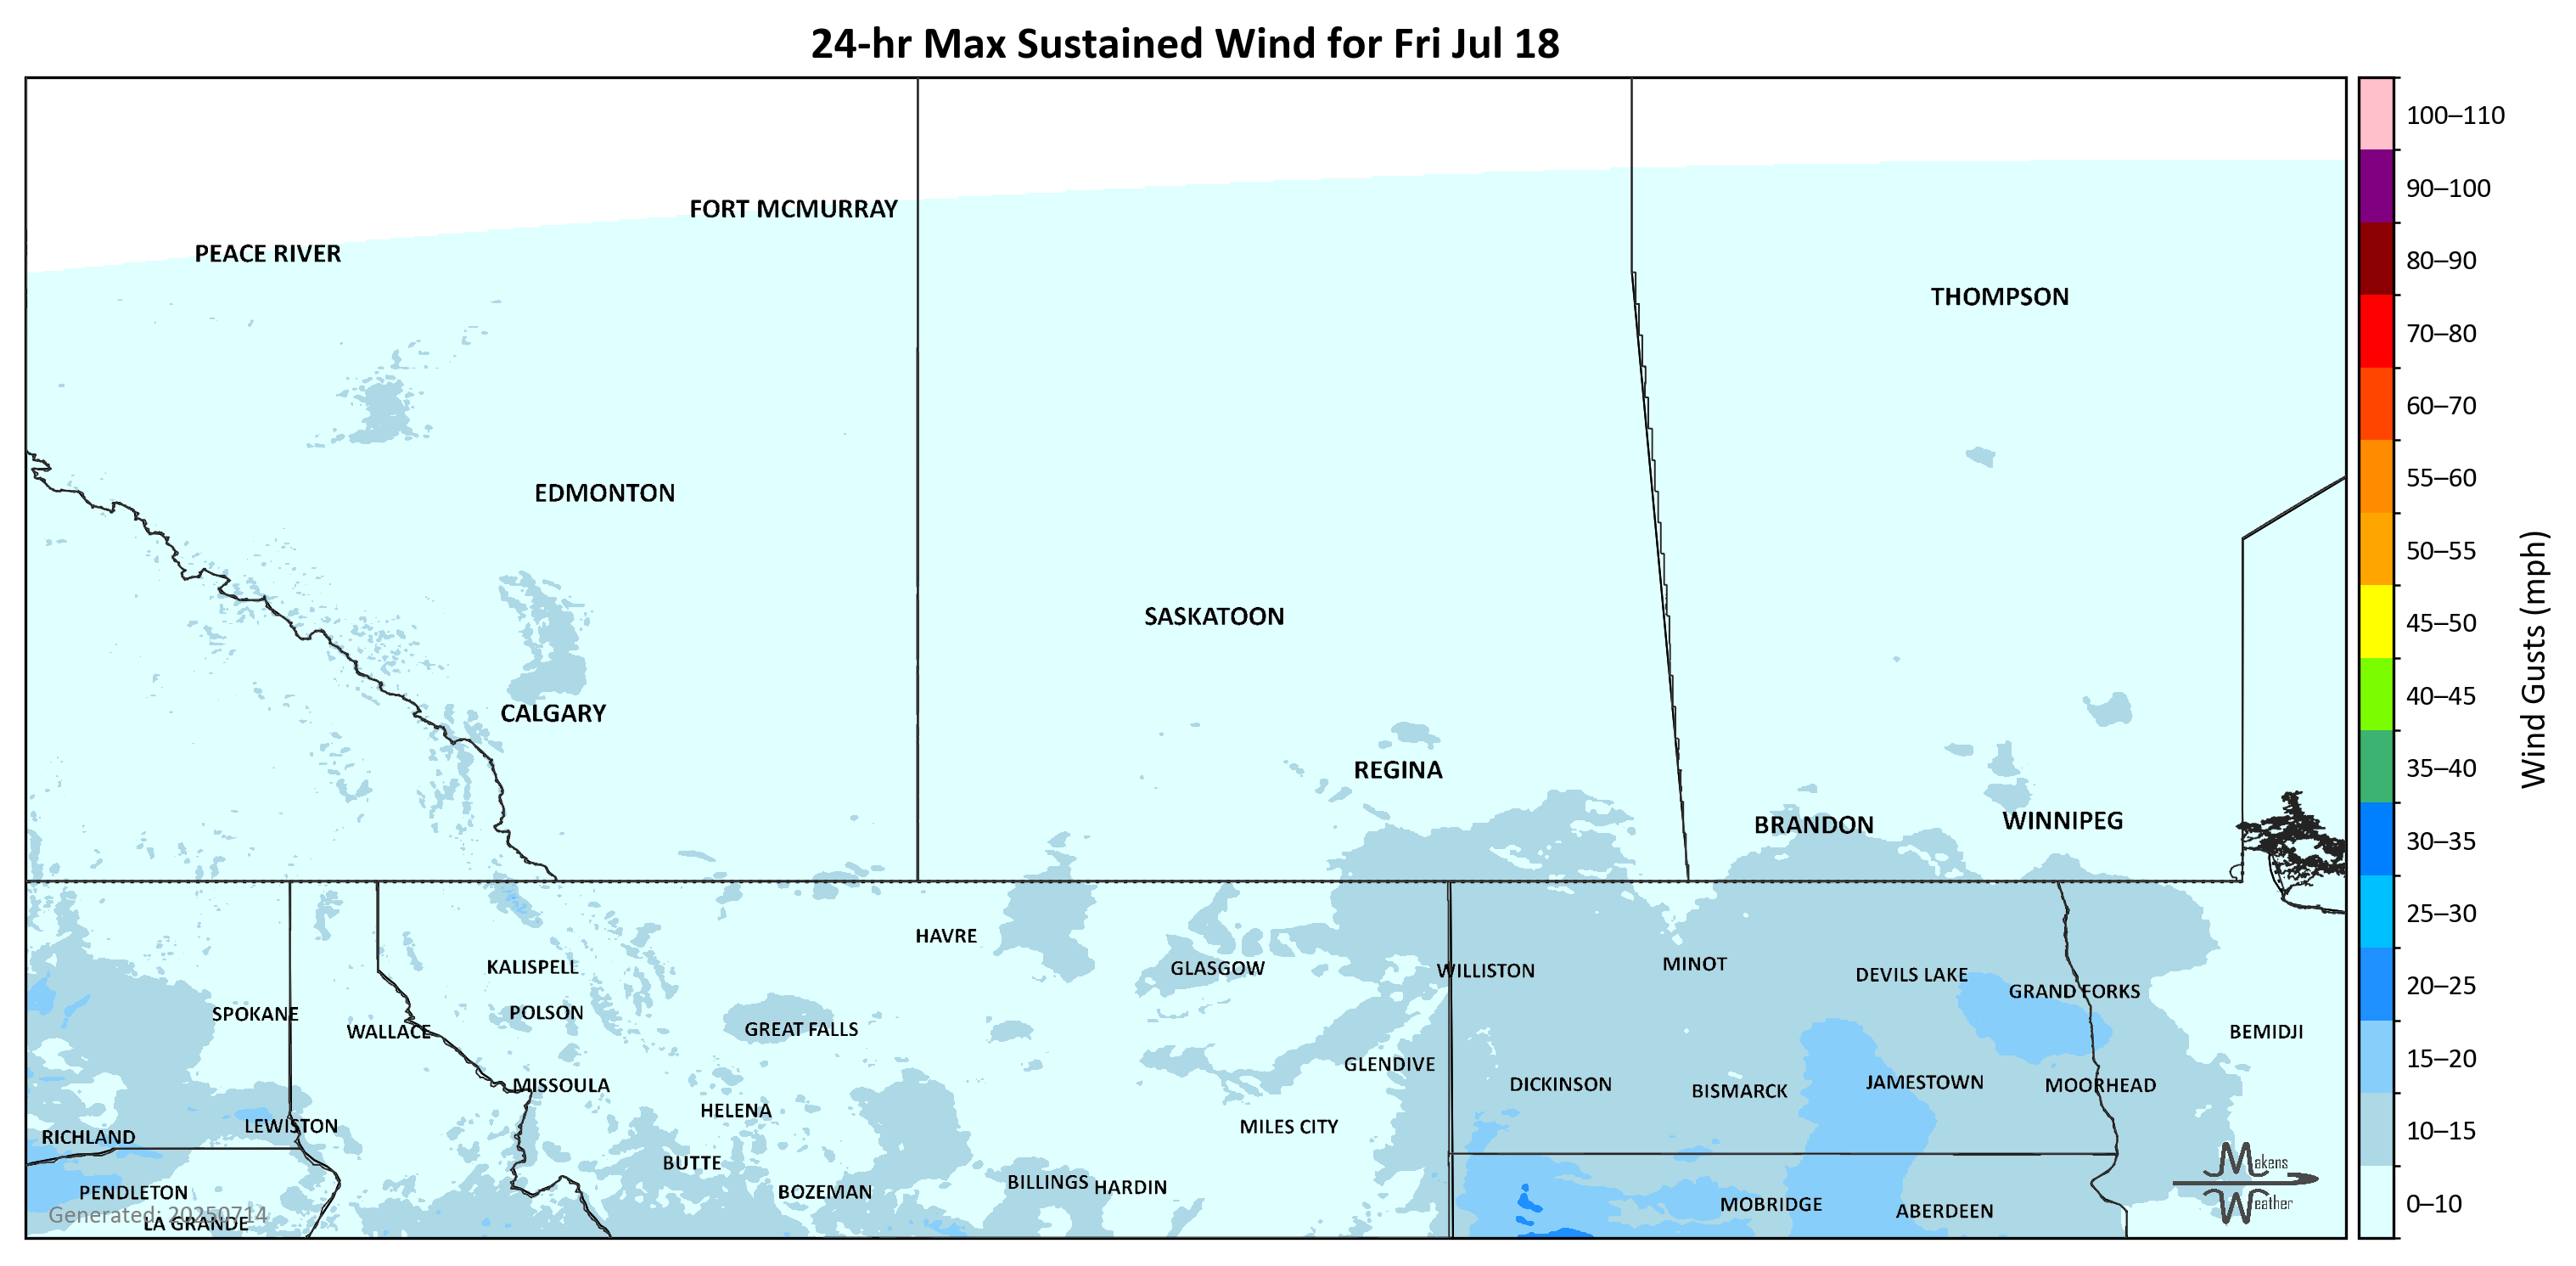 24-hr Max Sustained Wind for Fri Jul 18
FORT MCMURRAY
PEACE RIVER
THOMPSON
EDMONTON
SASKATOON
CALGARY
REGINA
BRANDON
WINNIPEG
HAVRE
KALISPELL
GLASGOW
WILLISTON
MINOT
DEVILS LAKE
GRAND FORKS
SPOKANE
POLSON
WALLACE
GREAT FALLS
BEMIDJI
GLENDIVE
MISSOULA
DICKINSON
BISMARCK
JAMESTOWN
MOORHEAD
HELENA
LEWISTON
MILES CITY
RICHLAND
BUTTE
PENDLETON
BOZEMAN
BILLINGS
HARDIN
MOBRIDGE
ABERDEEN
LA GRANDE
Generated: 20250714
Makens
Weather
100–110
90–100
80–90
70–80
60–70
55–60
50–55
45–50
40–45
35–40
30–35
25–30
20–25
15–20
10–15
0–10
Wind Gusts (mph)